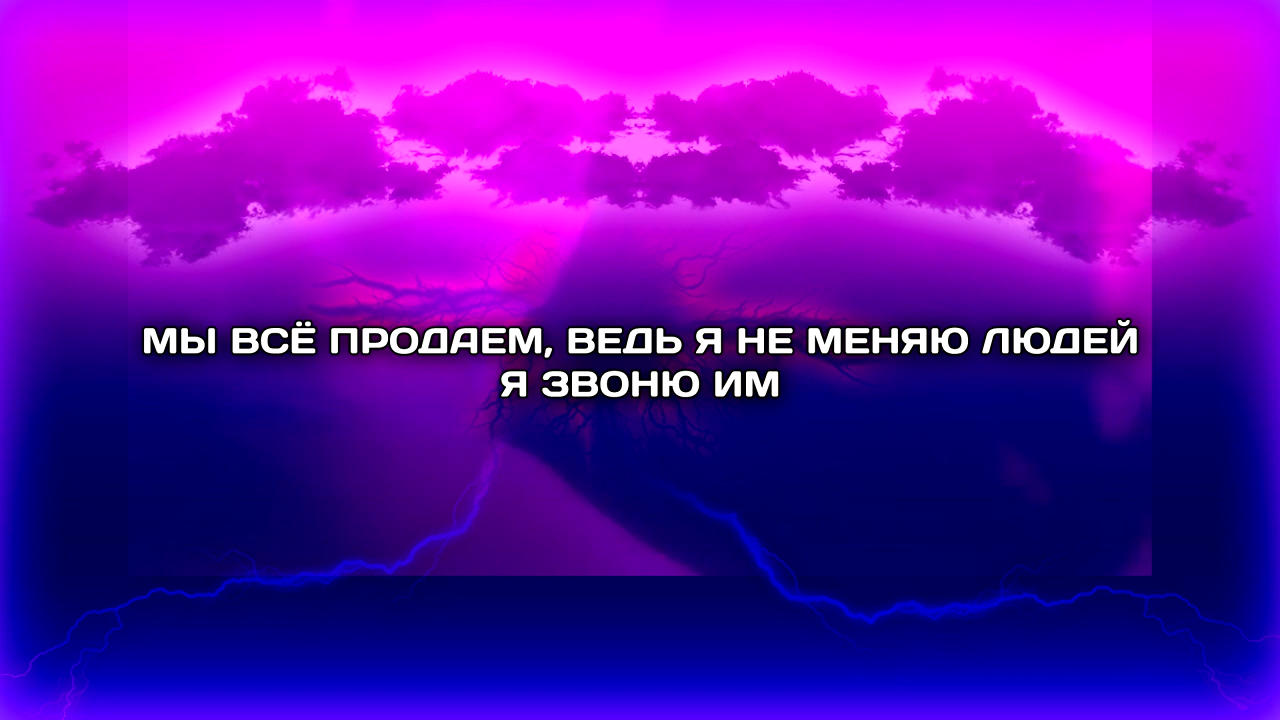 МЫ ВСЁ ПРОДАЕМ, ВЕДЬ Я НЕ МЕНЯЮ ЛЮДЕЙ
Я ЗВОНЮ ИМ